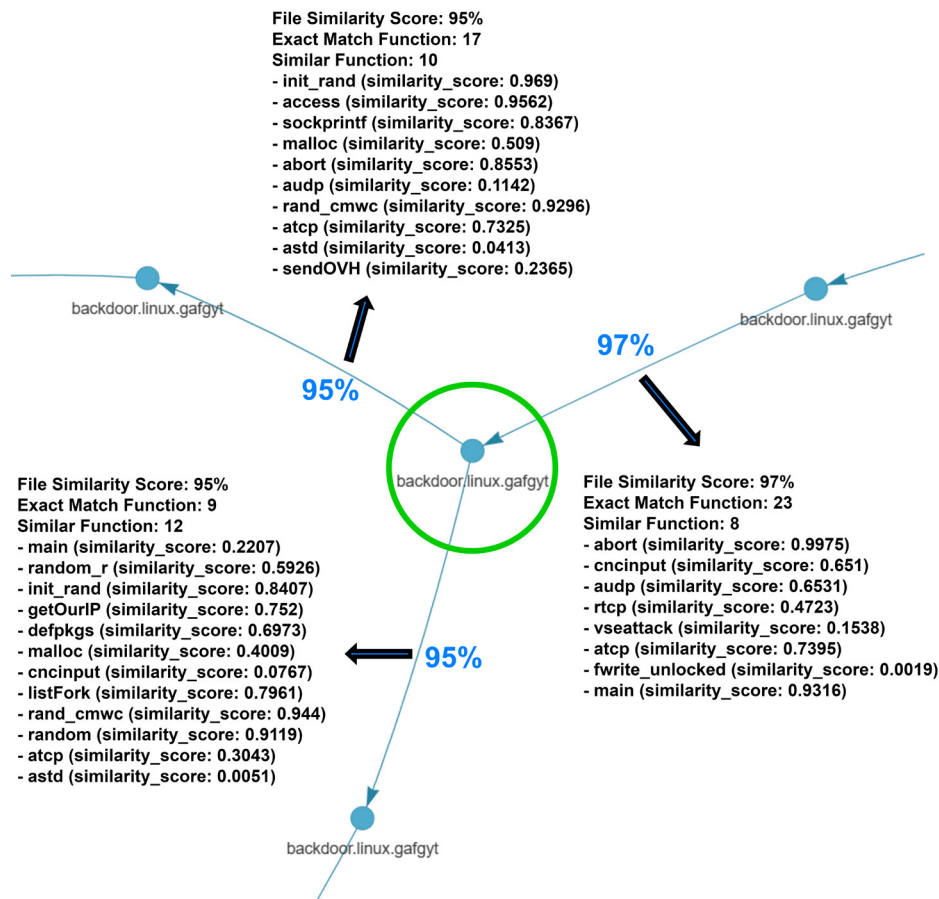 File Similarity Score: 95%
Exact Match Function: 17
Similar Function: 10
- init_rand (similarity_score: 0.969)
- access (similarity_score: 0.9562)
- sockprintf (similarity_score: 0.8367)
- malloc (similarity_score: 0.509)
- abort (similarity_score: 0.8553)
- audp (similarity_score: 0.1142)
- rand_cmwc (similarity_score: 0.9296)
- atcp (similarity_score: 0.7325)
- astd (similarity_score: 0.0413)
- sendOVH (similarity_score: 0.2365)
backdoor.linux.gafgyt
backdoor.linux.gafgyt
97%
95%
backdoor.linux.gafgyt
File Similarity Score: 95%
Exact Match Function: 9
Similar Function: 12
- main (similarity_score: 0.2207)
- random_r (similarity_score: 0.5926)
- init_rand (similarity_score: 0.8407)
- getOurIP (similarity_score: 0.752)
- defpkgs (similarity_score: 0.6973)
- malloc (similarity_score: 0.4009)
- cncinput (similarity_score: 0.0767)
- listFork (similarity_score: 0.7961)
- rand_cmwc (similarity_score: 0.944)
- random (similarity_score: 0.9119)
- atcp (similarity_score: 0.3043)
- astd (similarity_score: 0.0051)
95%
File Similarity Score: 97%
Exact Match Function: 23
Similar Function: 8
- abort (similarity_score: 0.9975)
- cncinput (similarity_score: 0.651)
- audp (similarity_score: 0.6531)
- rtcp (similarity_score: 0.4723)
- vseattack (similarity_score: 0.1538)
- atcp (similarity_score: 0.7395)
- fwrite_unlocked (similarity_score: 0.0019)
- main (similarity_score: 0.9316)
backdoor.linux.gafgyt